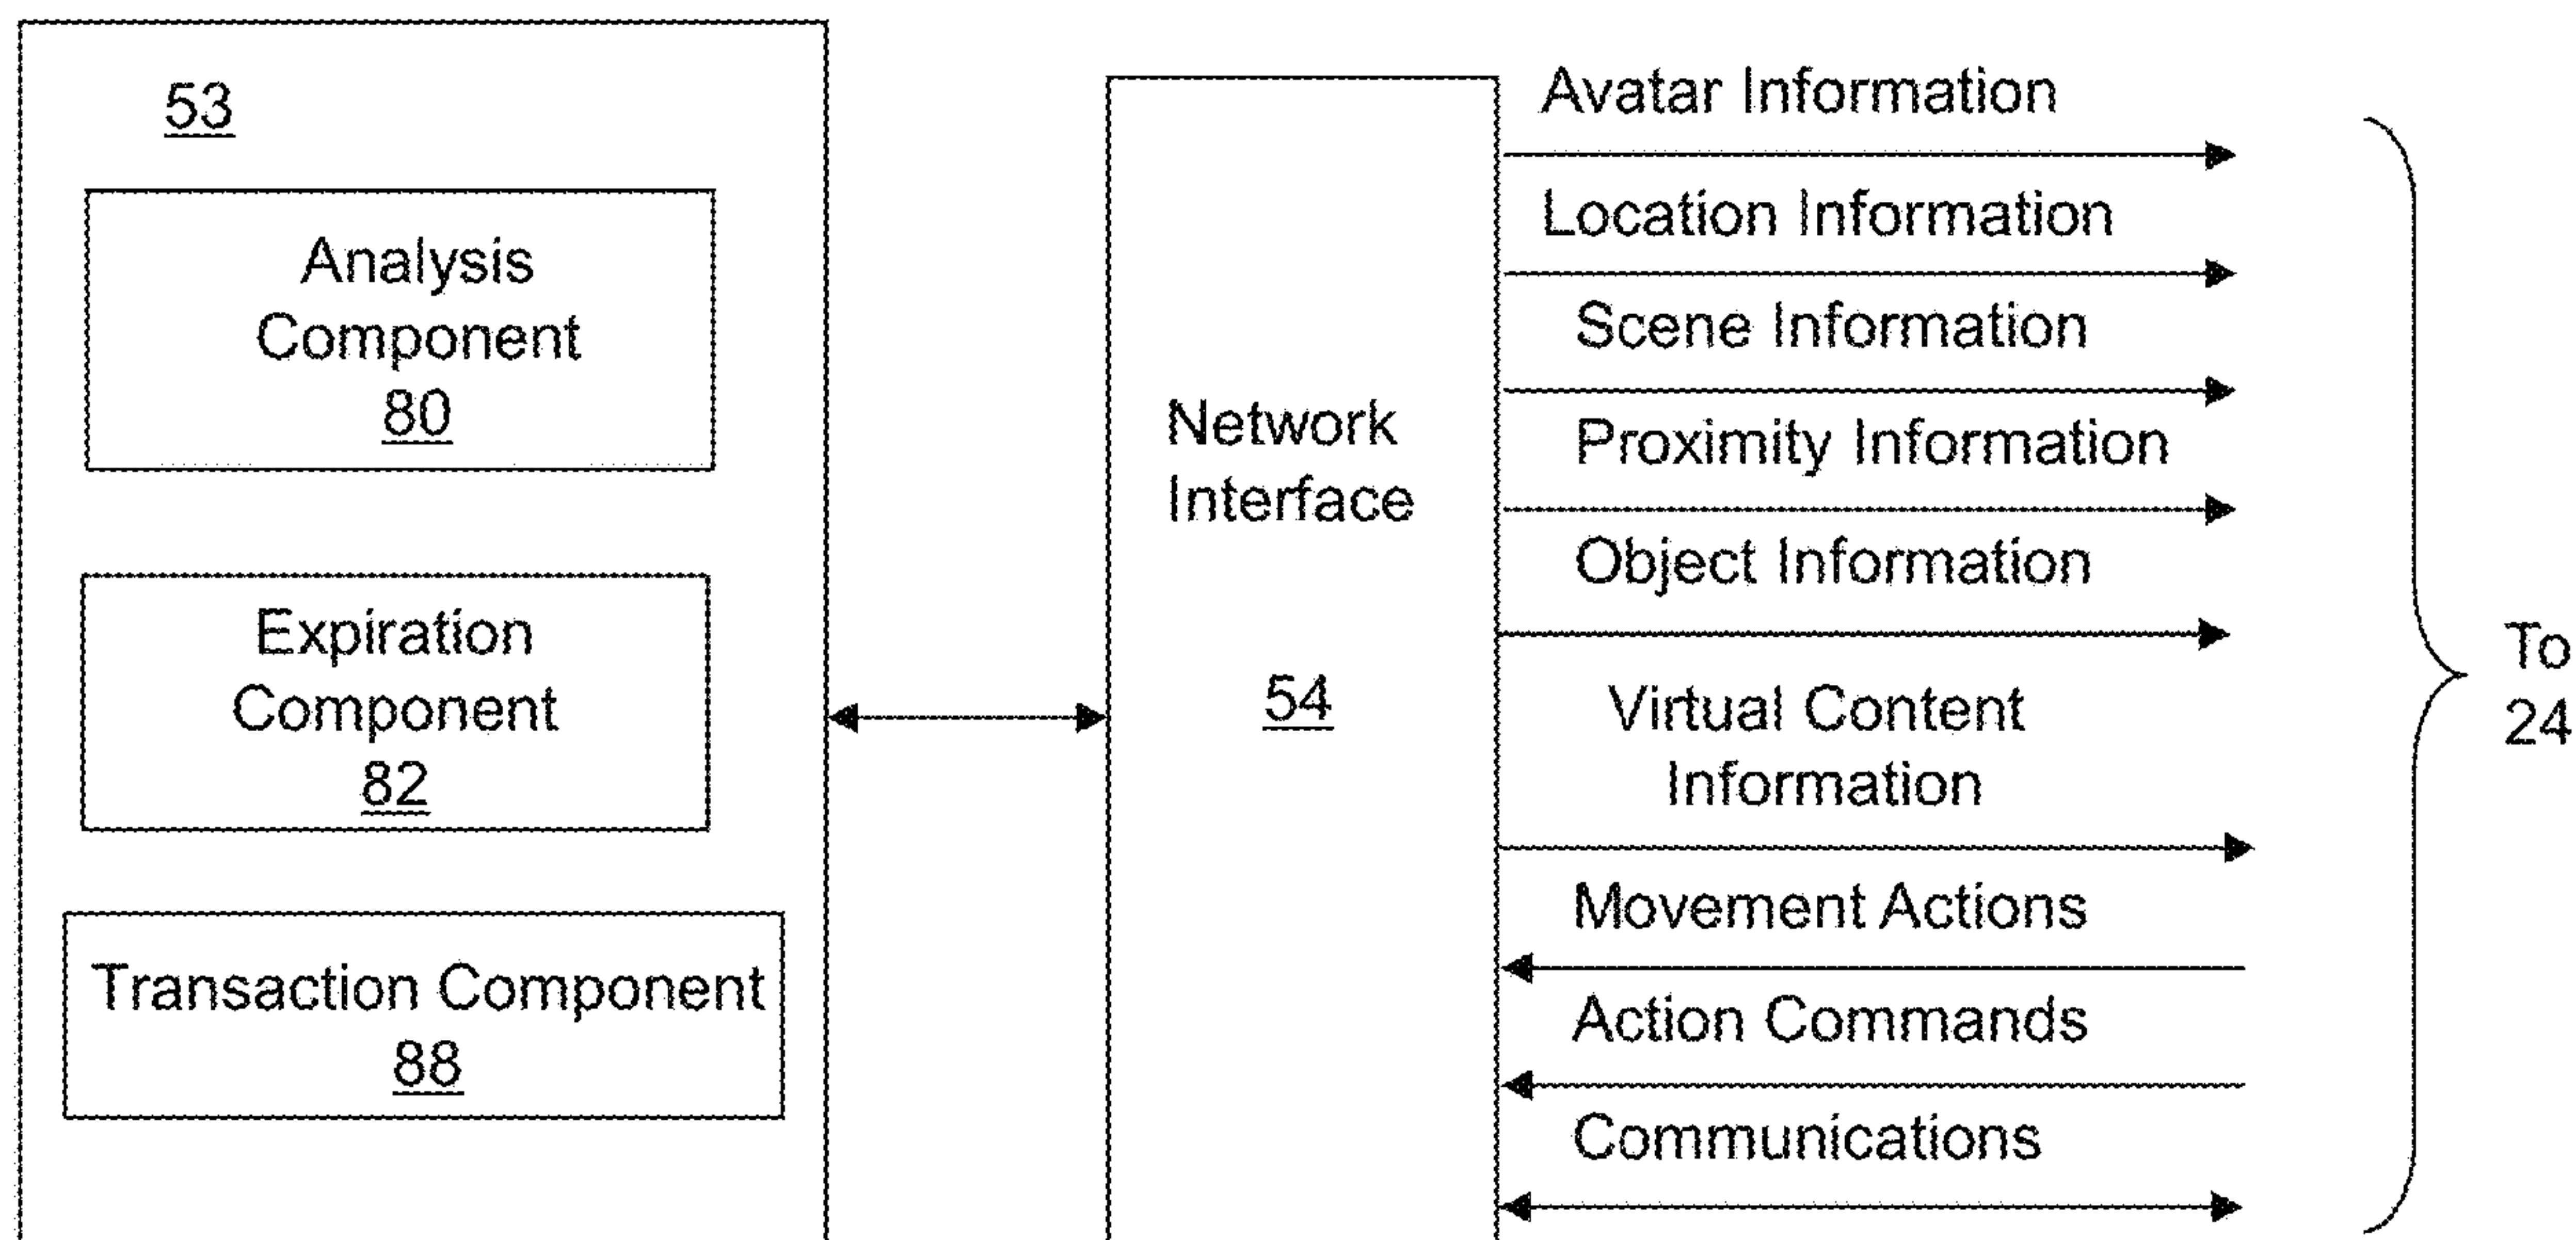 53
Analysis
Component
80
Expiration
Component
82
Transaction Component
88
Network
Interface
54
Avatar Information
Location Information
Scene Information
Proximity Information
Object Information
Virtual Content
Information
Movement Actions
Action Commands
Communications
To
24